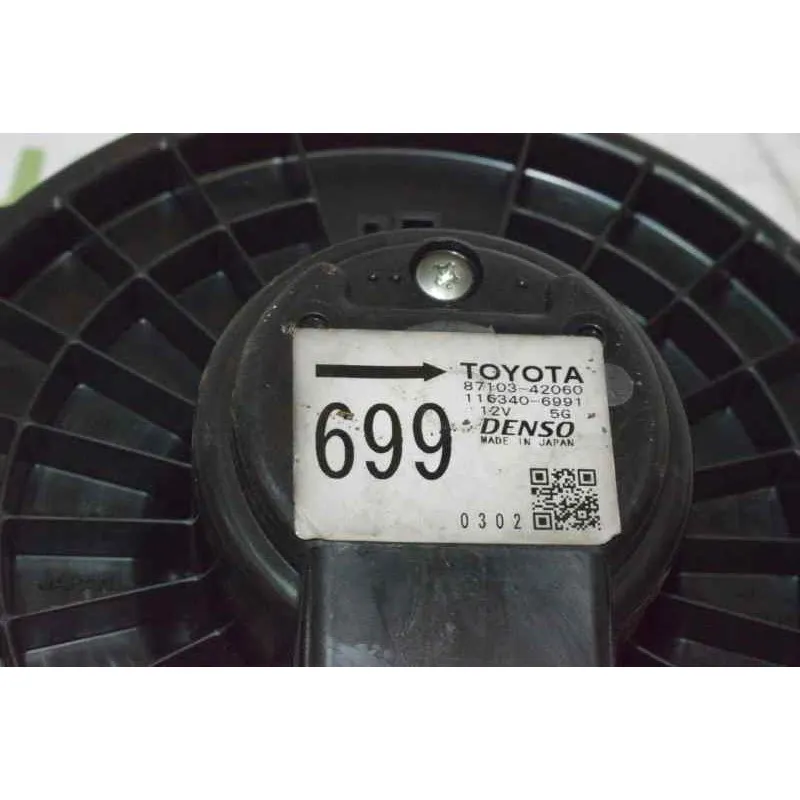 TOYOTA
87103-42060
116340-6991
12V 5G
DENSO
MADE IN JAPAN
699
0302